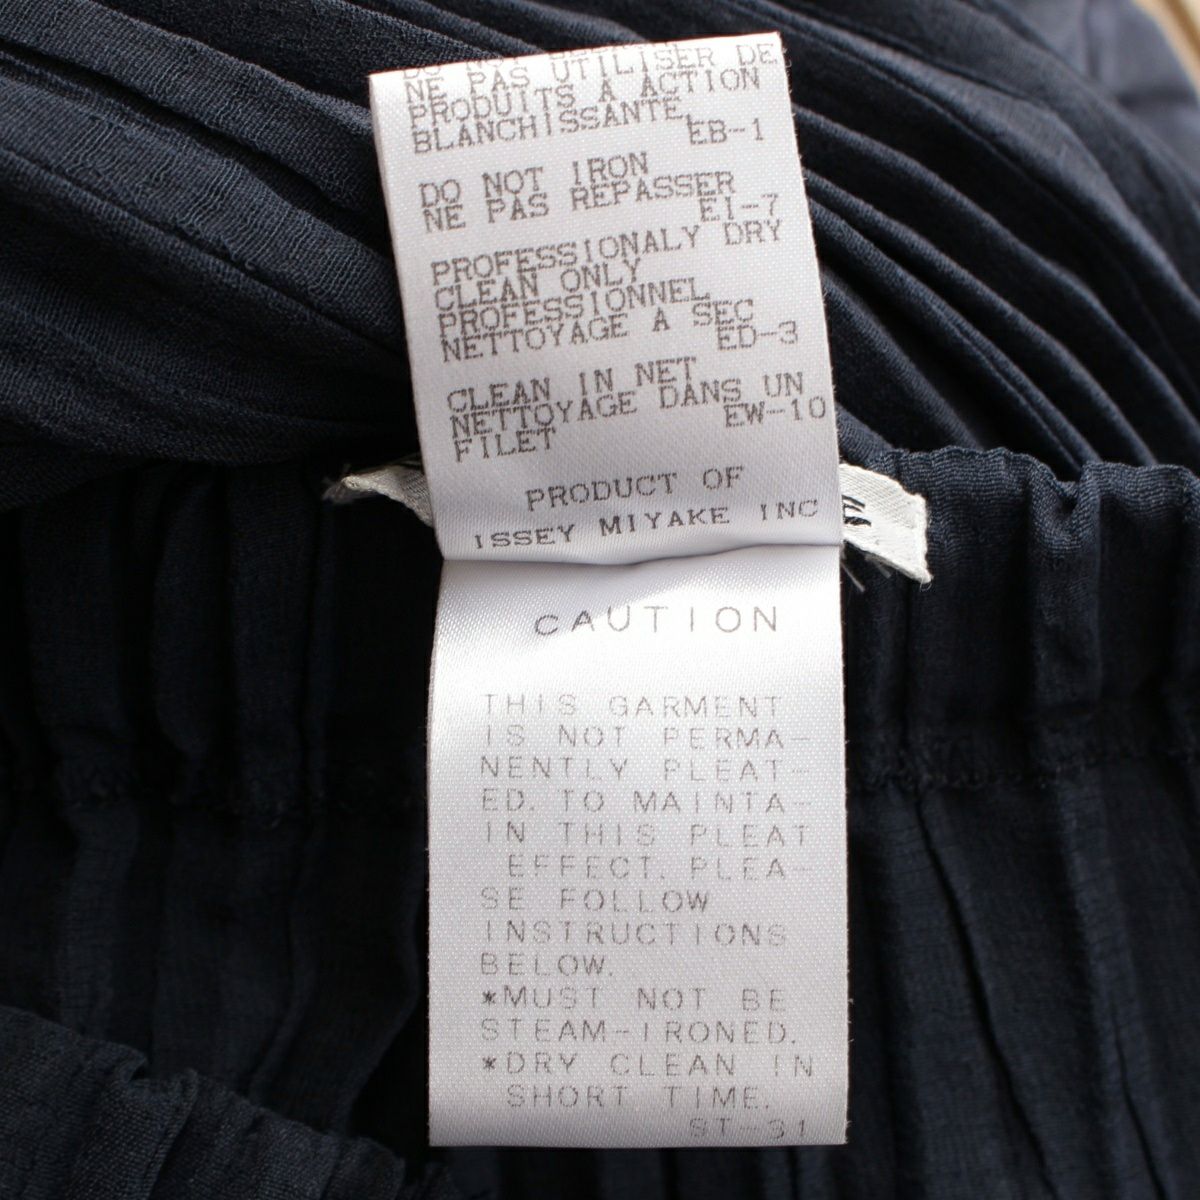 NE PAS UTILISER DE
PRODUITS A ACTION
BLANCHISSANTE.
EB-1
DO NOT IRON
NE PAS REPASSER
EI-7
PROFESSIONALY DRY
CLEAN ONLY
PROFESSIONNEL
NETTOYAGE A SEC
ED-3
CLEAN IN NET
NETTOYAGE DANS UN
EW-10
FILET
PRODUCT OF
ISSEY MIYAKE INC
E
CAUTION
THIS GARMENT
IS NOT PERMA-
NENTLY PLEAT-
ED. TO MAINTA-
IN THIS PLEAT
EFFECT. PLEA-
SE FOLLOW
INSTRUCTIONS
BELOW.
*MUST NOT BE
STEAM-IRONED.
*DRY CLEAN IN
SHORT TIME.
ST-31